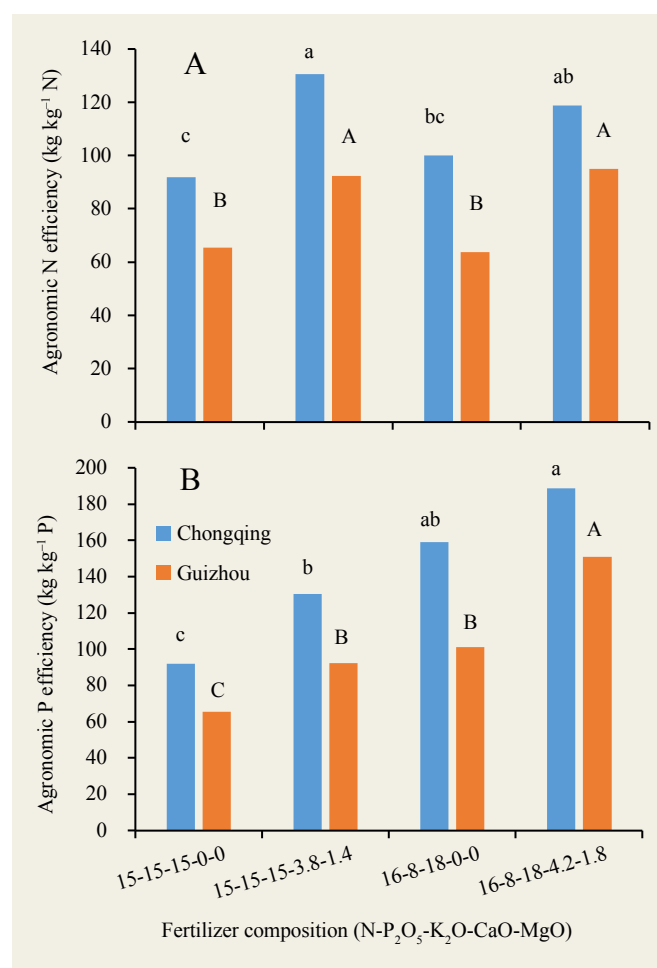 A
Agronomic N efficiency (kg kg⁻¹ N)
140
120
100
80
60
40
20
0
c
B
a
A
bc
B
ab
A
B
Agronomic P efficiency (kg kg⁻¹ P)
200
180
160
140
120
100
80
60
40
20
0
Chongqing
Guizhou
c
C
b
B
ab
B
a
A
15-15-15-0-0
15-15-15-3.8-1.4
16-8-18-0-0
16-8-18-4.2-1.8
Fertilizer composition (N-P₂O₅-K₂O-CaO-MgO)